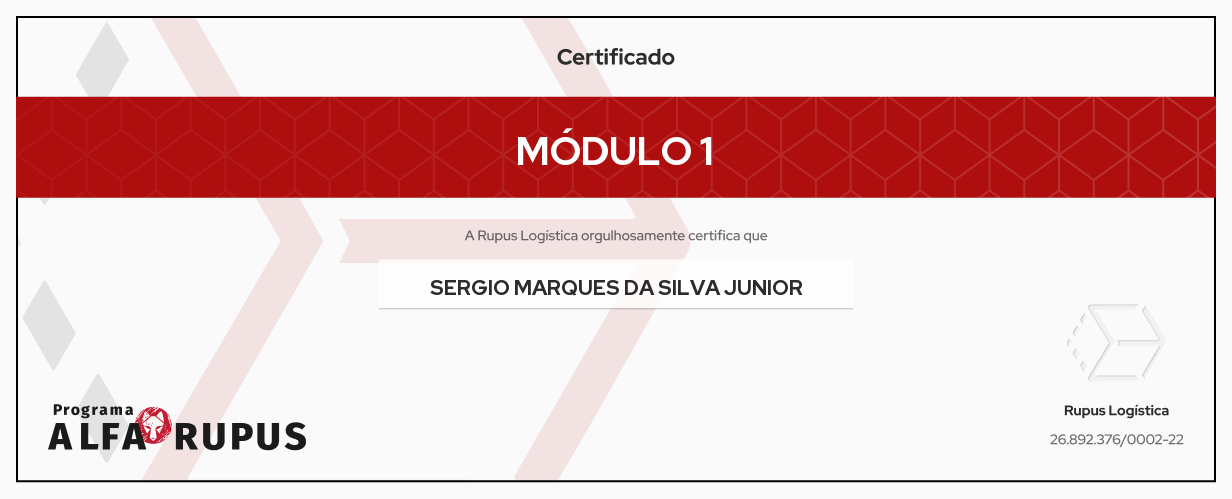 Certificado
MÓDULO 1
A Rupus Logística orgulhosamente certifica que
SERGIO MARQUES DA SILVA JUNIOR
Programa
ALFA RUPUS
Rupus Logística
26.892.376/0002-22